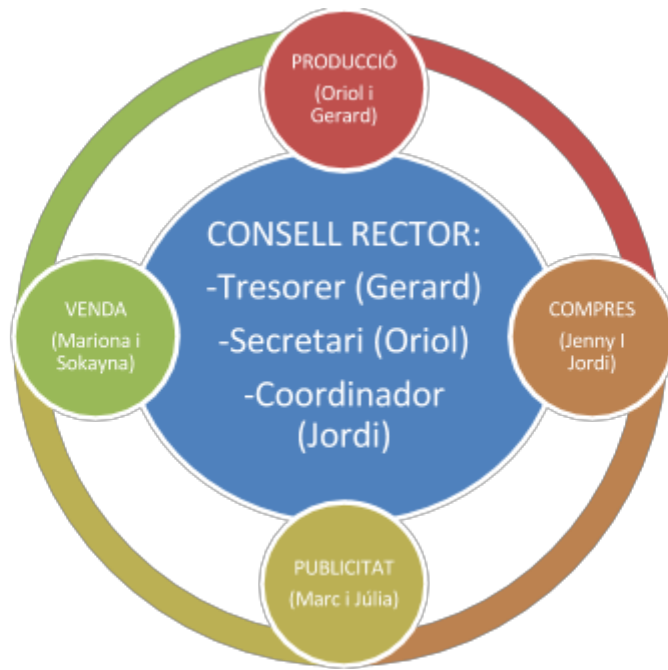 PRODUCCIÓ
(Oriol i
Gerard)
CONSELL RECTOR:
-Tresorer (Gerard)
-Secretari (Oriol)
-Coordinador
(Jordi)
VENDA
(Mariona i
Sokayna)
COMPRES
(Jenny I
Jordi)
PUBLICITAT
(Marc i Júlia)